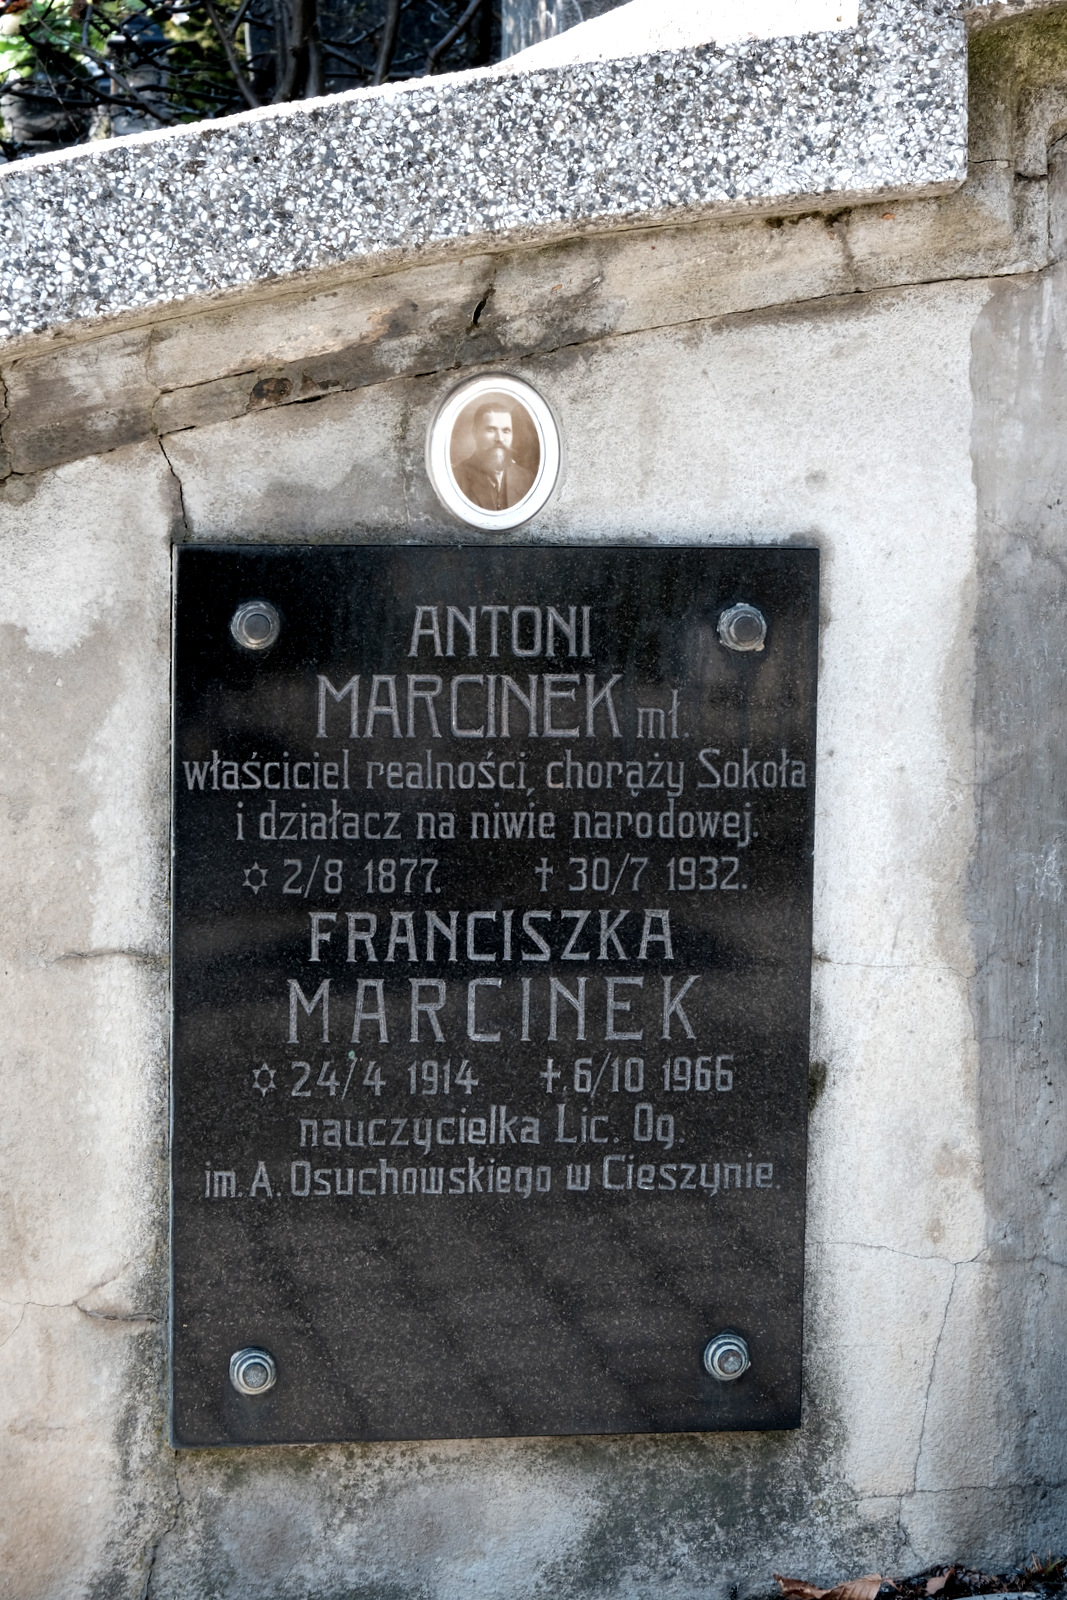 ANTONI
MARCINEK mł.
właściciel realności, chorąży Sokoła
i działacz na niwie narodowej.
✡ 2/8 1877. ✝ 30/7 1932.
FRANCISZKA
MARCINEK
✡ 24/4 1914 ✝ 6/10 1966
nauczycielka Lic. Og.
im. A. Osuchowskiego w Cieszynie.